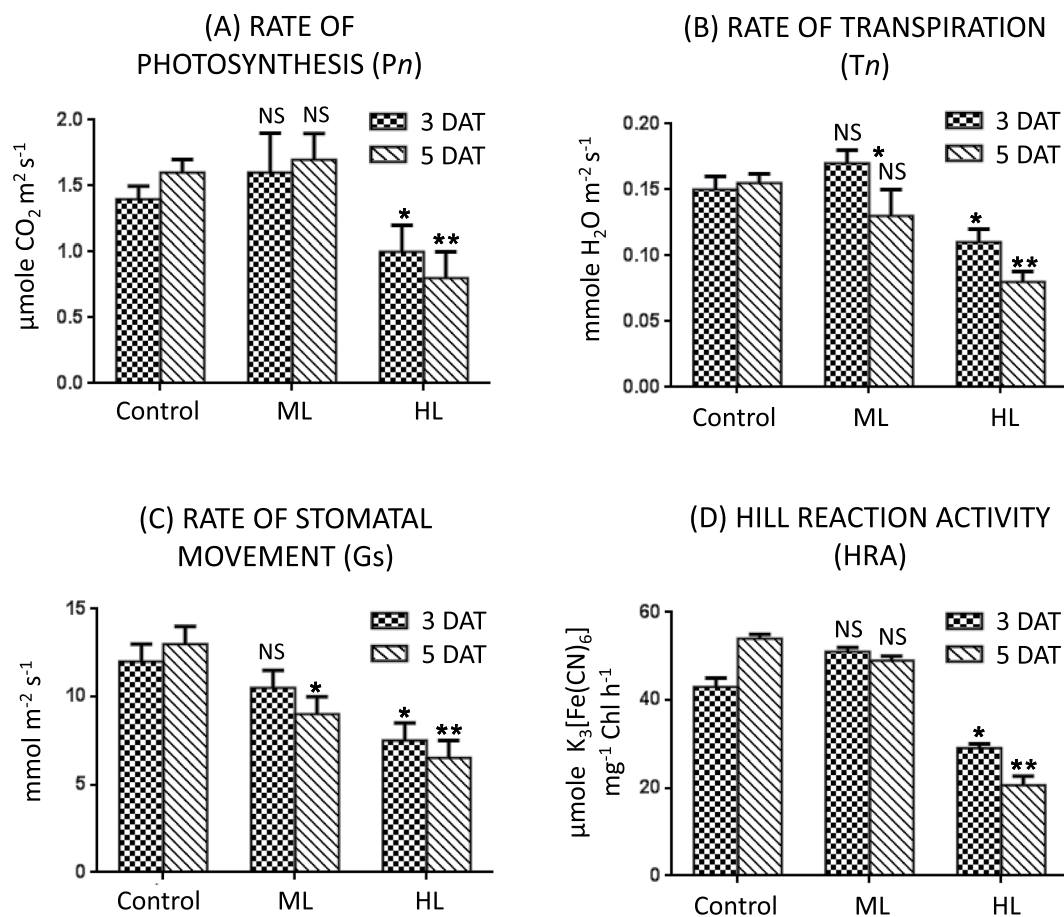 (A) RATE OF
PHOTOSYNTHESIS (Pn)
µmole CO₂ m² s⁻¹
2.0
1.5
1.0
0.5
0.0
NS
NS
*
**
3 DAT
5 DAT
Control
ML
HL
(B) RATE OF TRANSPIRATION
(Tn)
mmole H₂O m⁻² s⁻¹
0.20
0.15
0.10
0.05
0.00
NS
*
NS
*
**
3 DAT
5 DAT
Control
ML
HL
(C) RATE OF STOMATAL
MOVEMENT (Gs)
mmol m⁻² s⁻¹
15
10
5
0
NS
*
*
**
3 DAT
5 DAT
Control
ML
HL
(D) HILL REACTION ACTIVITY
(HRA)
µmole K₃[Fe(CN)₆]
mg⁻¹ Chl h⁻¹
60
40
20
0
NS
NS
*
**
3 DAT
5 DAT
Control
ML
HL